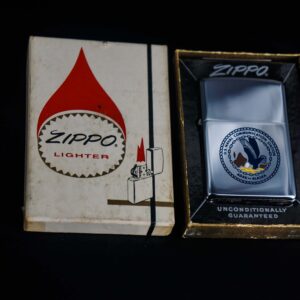 ZIPPO
LIGHTER
ZIPPO
UNCONDITIONALLY
GUARANTEED